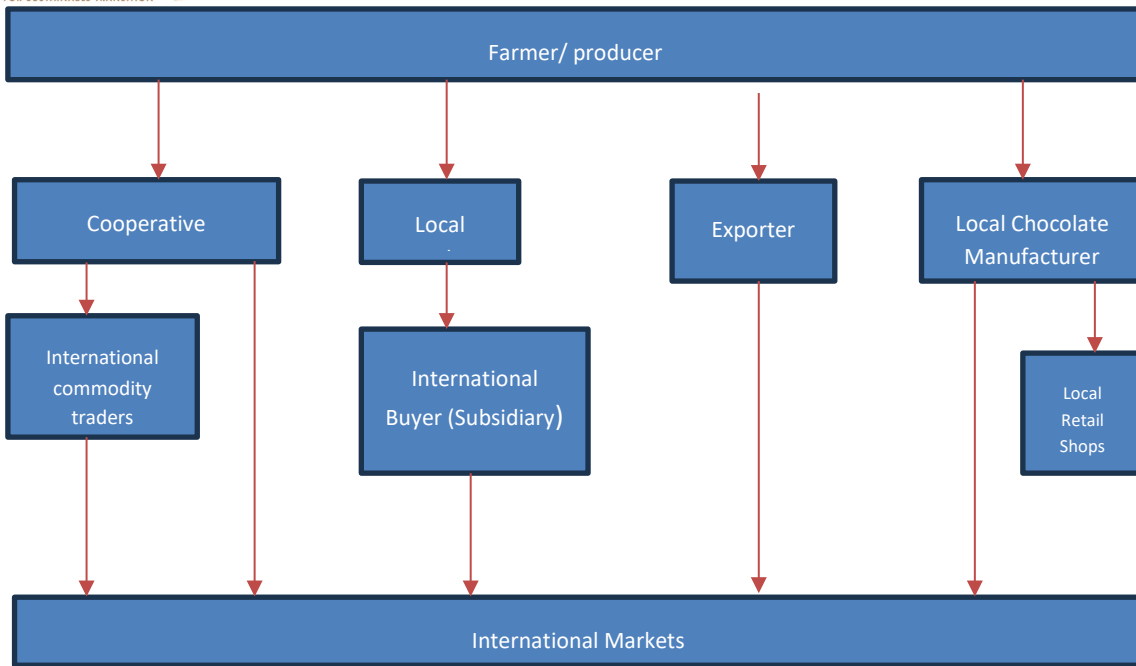 Farmer/ producer
Cooperative
Local
Exporter
Local Chocolate
Manufacturer
International
commodity
traders
International
Buyer (Subsidiary)
Local
Retail
Shops
International Markets